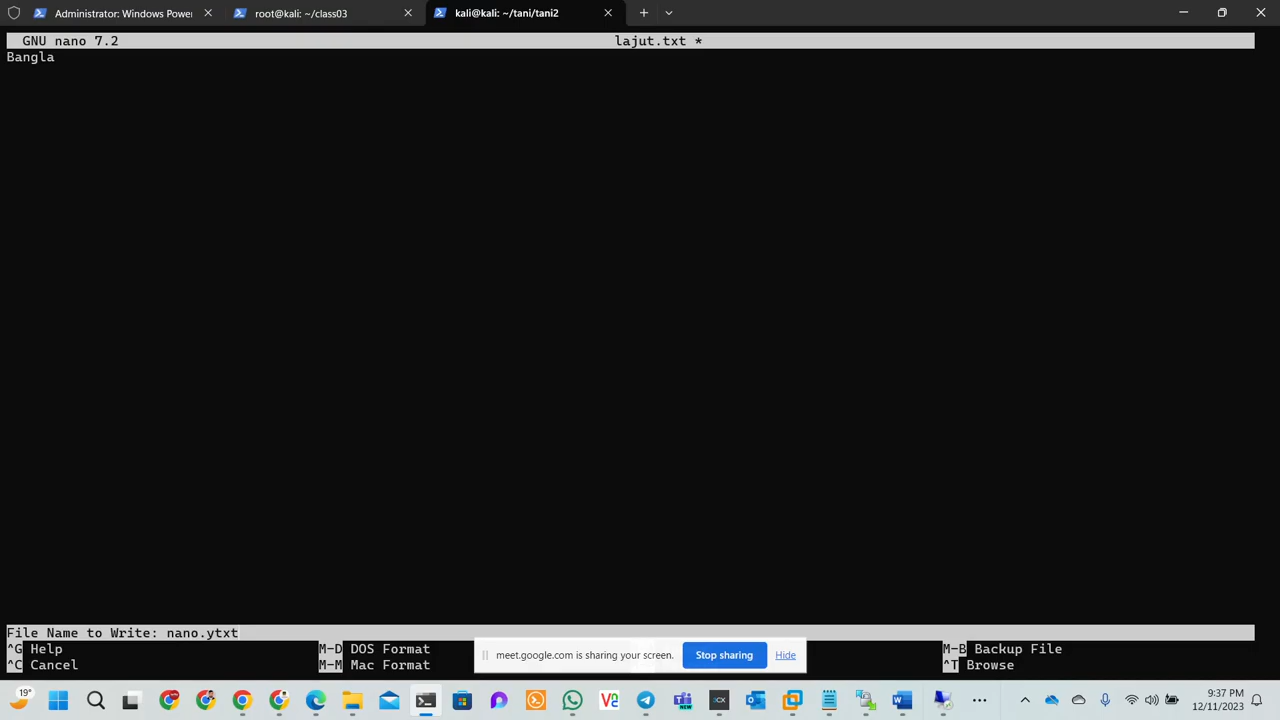 Administrator: Windows Power
root@kali: ~/class03
kali@kali: ~/tani/tani2
GNU nano 7.2
lajut.txt *
Bangla
File Name to Write: nano.ytxt
^G Help
M-D DOS Format
M-B Backup File
^C Cancel
M-M Mac Format
^T Browse
meet.google.com is sharing your screen.
Stop sharing
Hide
19°
NEW
9:37 PM
12/11/2023